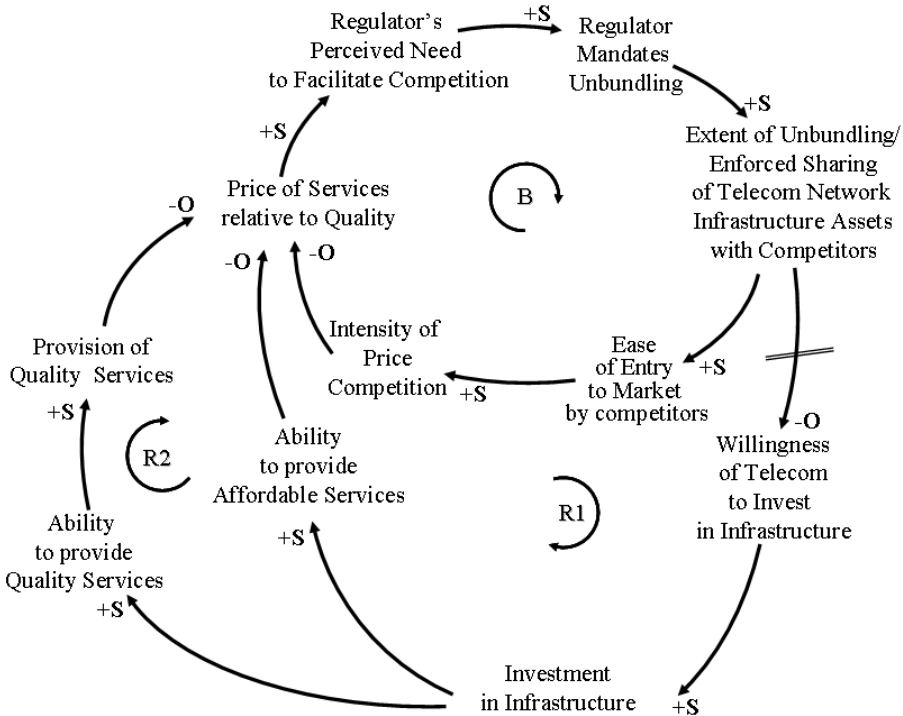 Regulator's
Perceived Need
to Facilitate Competition
+S
Regulator
Mandates
Unbundling
+S
Extent of Unbundling/
Enforced Sharing
of Telecom Network
Infrastructure Assets
with Competitors
+S
Price of Services
relative to Quality
B
-O
-O
-O
Intensity of
Price
Competition
+S
Ease
of Entry
to Market
by competitors
+S
-O
Willingness
of Telecom
to Invest
in Infrastructure
Provision of
Quality Services
+S
R2
Ability
to provide
Affordable Services
+S
R1
Ability
to provide
Quality Services
+S
Investment
in Infrastructure
+S